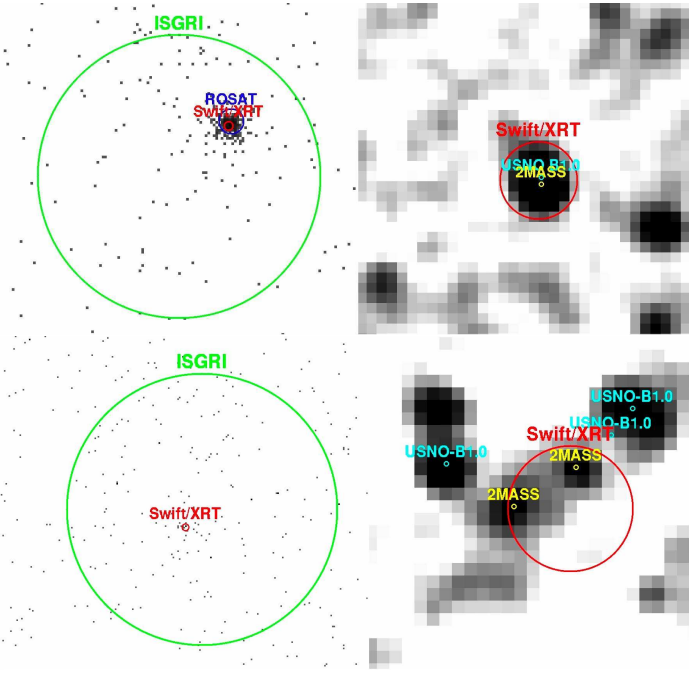 ISGRI
ROSAT
Swift/XRT
Swift/XRT
USNO B1.0
2MASS
ISGRI
Swift/XRT
USNO-B1.0
USNO-B1.0
Swift/XRT
USNO-B1.0
2MASS
2MASS